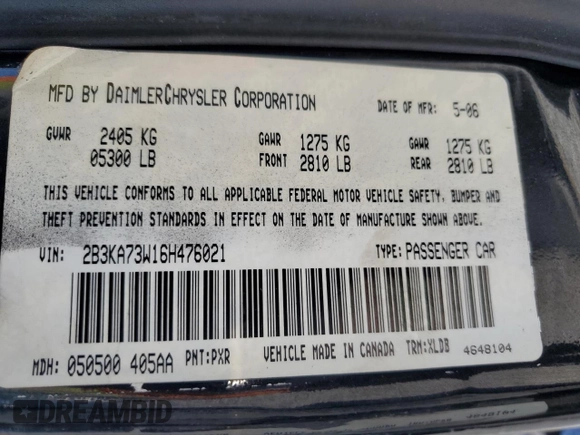 MFD BY DAIMLERCHRYSLER CORPORATION DATE OF MFR: 5-06
GVWR 2405 KG GAWR 1275 KG GAWR 1275 KG
05300 LB FRONT 2810 LB REAR 2810 LB
THIS VEHICLE CONFORMS TO ALL APPLICABLE FEDERAL MOTOR VEHICLE SAFETY, BUMPER AND
THEFT PREVENTION STANDARDS IN EFFECT ON THE DATE OF MANUFACTURE SHOWN ABOVE.
VIN: 2B3KA73W16H476021 TYPE: PASSENGER CAR
MDH: 050500 405AA PNT: PXR VEHICLE MADE IN CANADA TRM: XLDB 4648104
DREAMBID